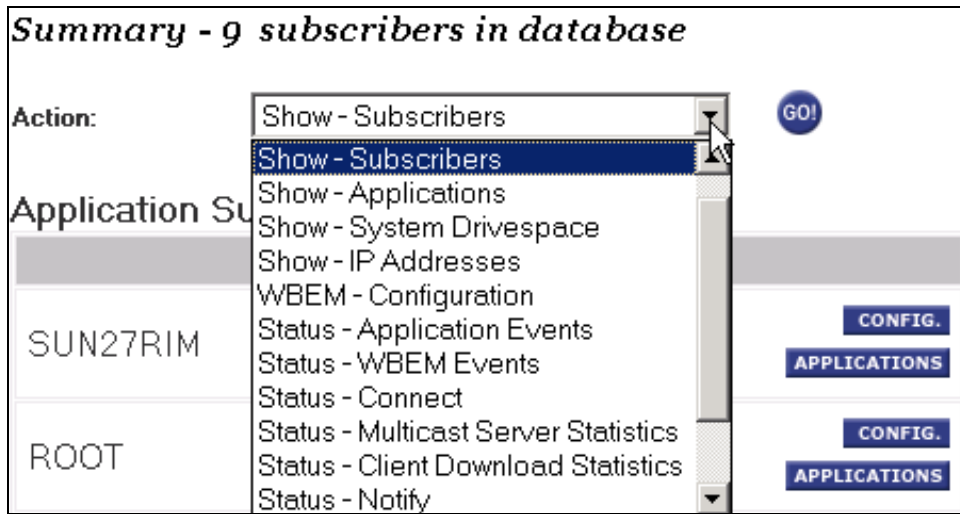 Summary - 9 subscribers in database
Action:
Show - Subscribers
GO!
Show - Subscribers
Show - Applications
Show - System Drivespace
Show - IP Addresses
WBEM - Configuration
Status - Application Events
Status - WBEM Events
Status - Connect
Status - Multicast Server Statistics
Status - Client Download Statistics
Status - Notify
Application Su
SUN27RIM
CONFIG.
APPLICATIONS
ROOT
CONFIG.
APPLICATIONS